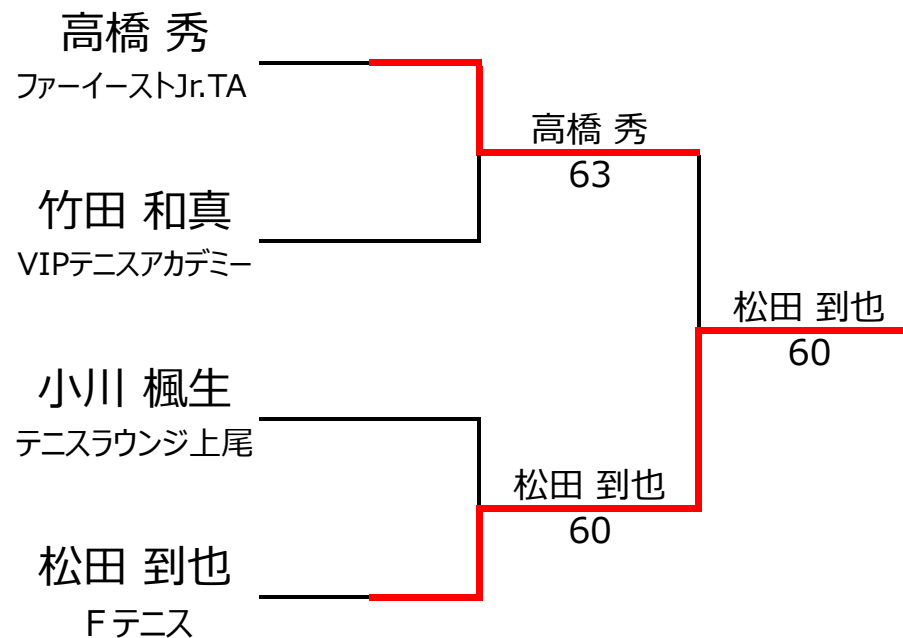 高橋 秀
ファーイーストJr.TA
高橋 秀
63
竹田 和真
VIPテニスアカデミー
松田 到也
60
小川 楓生
テニスラウンジ上尾
松田 到也
60
松田 到也
Fテニス